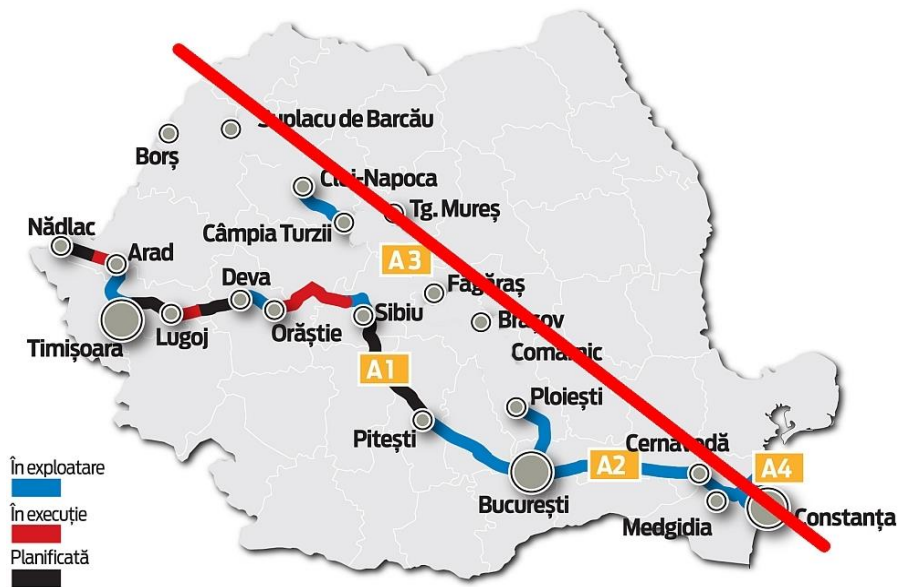 Suplacu de Barcău
Borș
Cluj-Napoca
Tg. Mureș
Câmpia Turzii
Nădlac
Arad
A3
Deva
Fagăraș
Sibiu
Brașov
Orăștie
Lugoj
Timișoara
Comarnic
A1
Ploiești
Pitești
Cernavodă
A2
A4
București
Medgidia
Constanța
În exploatare
În execuție
Planificată